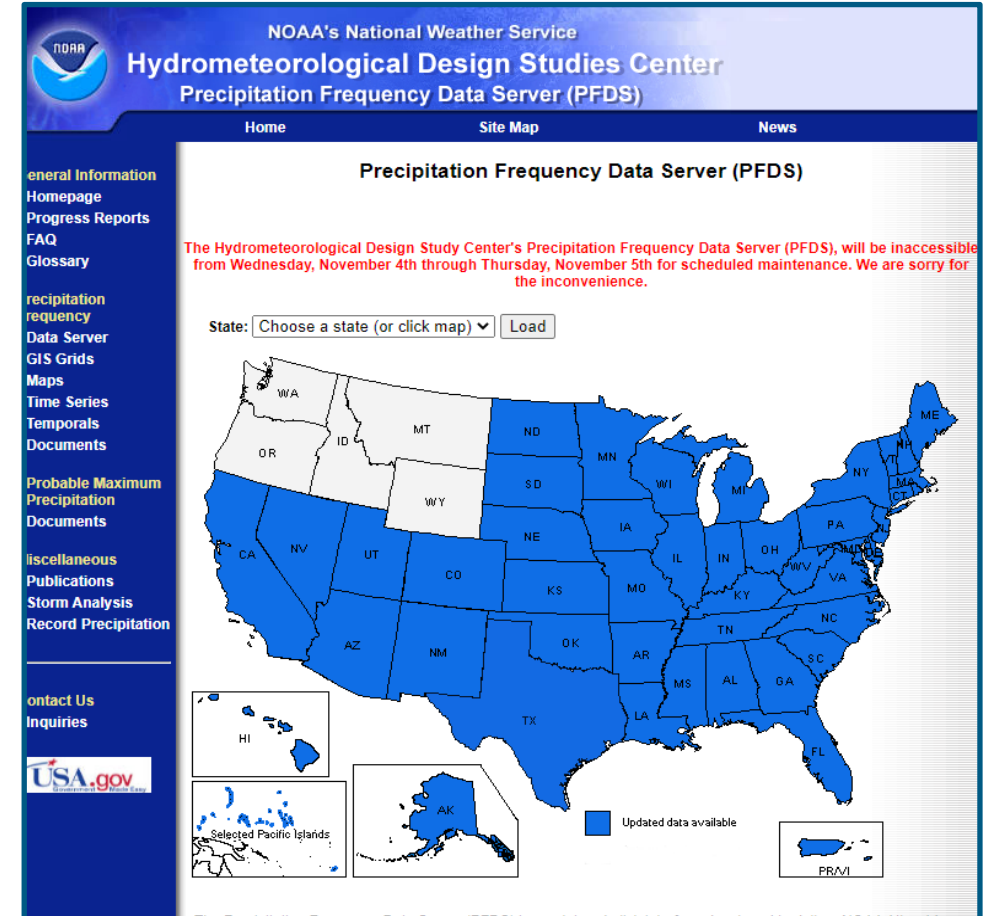 NOAA
NOAA's National Weather Service
Hydrometeorological Design Studies Center
Precipitation Frequency Data Server (PFDS)
Home
Site Map
News
eneral Information
Homepage
Progress Reports
FAQ
Glossary
recipitation
requency
Data Server
GIS Grids
Maps
Time Series
Temporals
Documents
Probable Maximum
Precipitation
Documents
iscellaneous
Publications
Storm Analysis
Record Precipitation
ontact Us
Inquiries
USA.gov
Government Made Easy
Precipitation Frequency Data Server (PFDS)
The Hydrometeorological Design Study Center's Precipitation Frequency Data Server (PFDS), will be inaccessible
from Wednesday, November 4th through Thursday, November 5th for scheduled maintenance. We are sorry for
the inconvenience.
State: Choose a state (or click map) Load
WA
OR
ID
MT
WY
ND
SD
NE
KS
MN
IA
MO
WI
IL
MI
IN
OH
KY
TN
NY
PA
WV
VA
NC
SC
ME
VT
NH
MA
CT
MD
DE
CA
NV
UT
CO
AZ
NM
OK
TX
AR
LA
MS
AL
GA
FL
HI
Selected Pacific Islands
AK
Updated data available
PR/VI